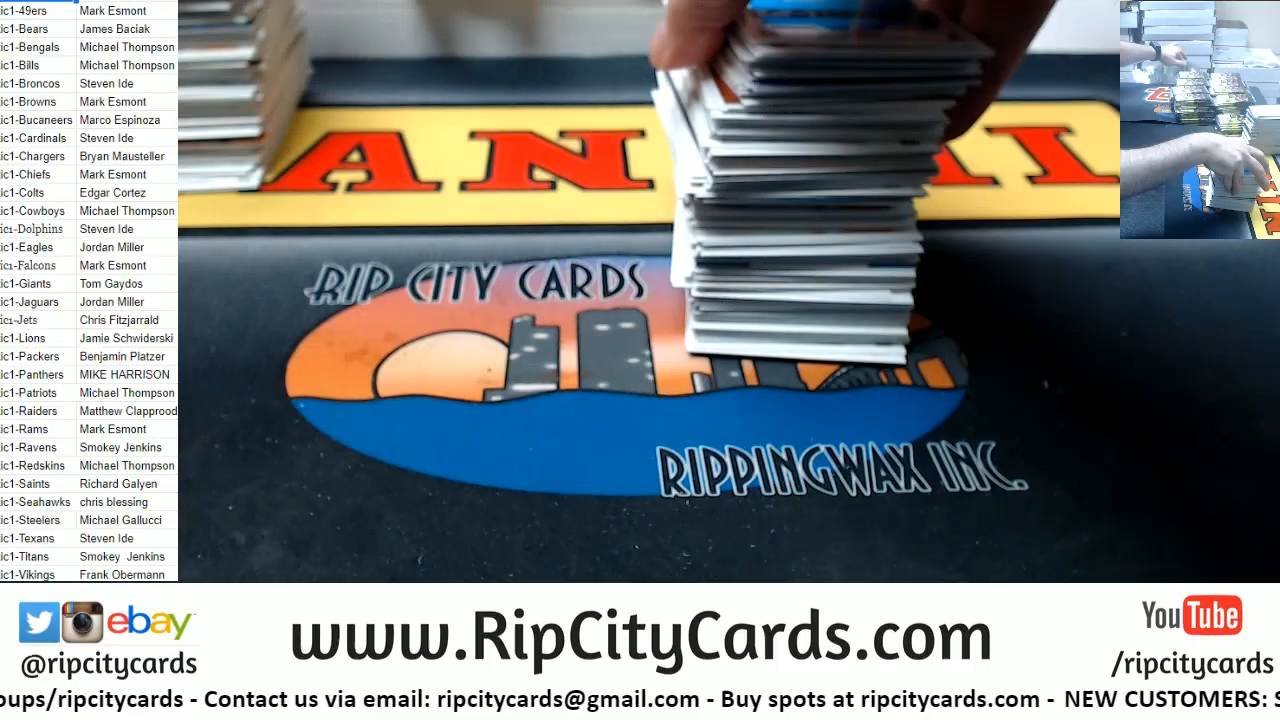 ic1-49ers Mark Esmont
ic1-Bears James Baciak
ic1-Bengals Michael Thompson
ic1-Bills Michael Thompson
ic1-Broncos Steven Ide
ic1-Browns Mark Esmont
ic1-Bucaneers Marco Espinoza
ic1-Cardinals Steven Ide
ic1-Chargers Bryan Mausteller
ic1-Chiefs Mark Esmont
ic1-Colts Edgar Cortez
ic1-Cowboys Michael Thompson
ic1-Dolphins Steven Ide
ic1-Eagles Jordan Miller
ic1-Falcons Mark Esmont
ic1-Giants Tom Gaydos
ic1-Jaguars Jordan Miller
ic1-Jets Chris Fitzjarrald
ic1-Lions Jamie Schwiderski
ic1-Packers Benjamin Platzer
ic1-Panthers MIKE HARRISON
ic1-Patriots Michael Thompson
ic1-Raiders Matthew Clapprood
ic1-Rams Mark Esmont
ic1-Ravens Smokey Jenkins
ic1-Redskins Michael Thompson
ic1-Saints Richard Galyen
ic1-Seahawks chris blessing
ic1-Steelers Michael Gallucci
ic1-Texans Steven Ide
ic1-Titans Smokey Jenkins
ic1-Vikings Frank Obermann
AN I
RIP CITY CARDS
RIPPINGWAX INC.
ebay
@ripcitycards
www.RipCityCards.com
YouTube
/ripcitycards
oups/ripcitycards - Contact us via email: ripcitycards@gmail.com - Buy spots at ripcitycards.com - NEW CUSTOMERS: S